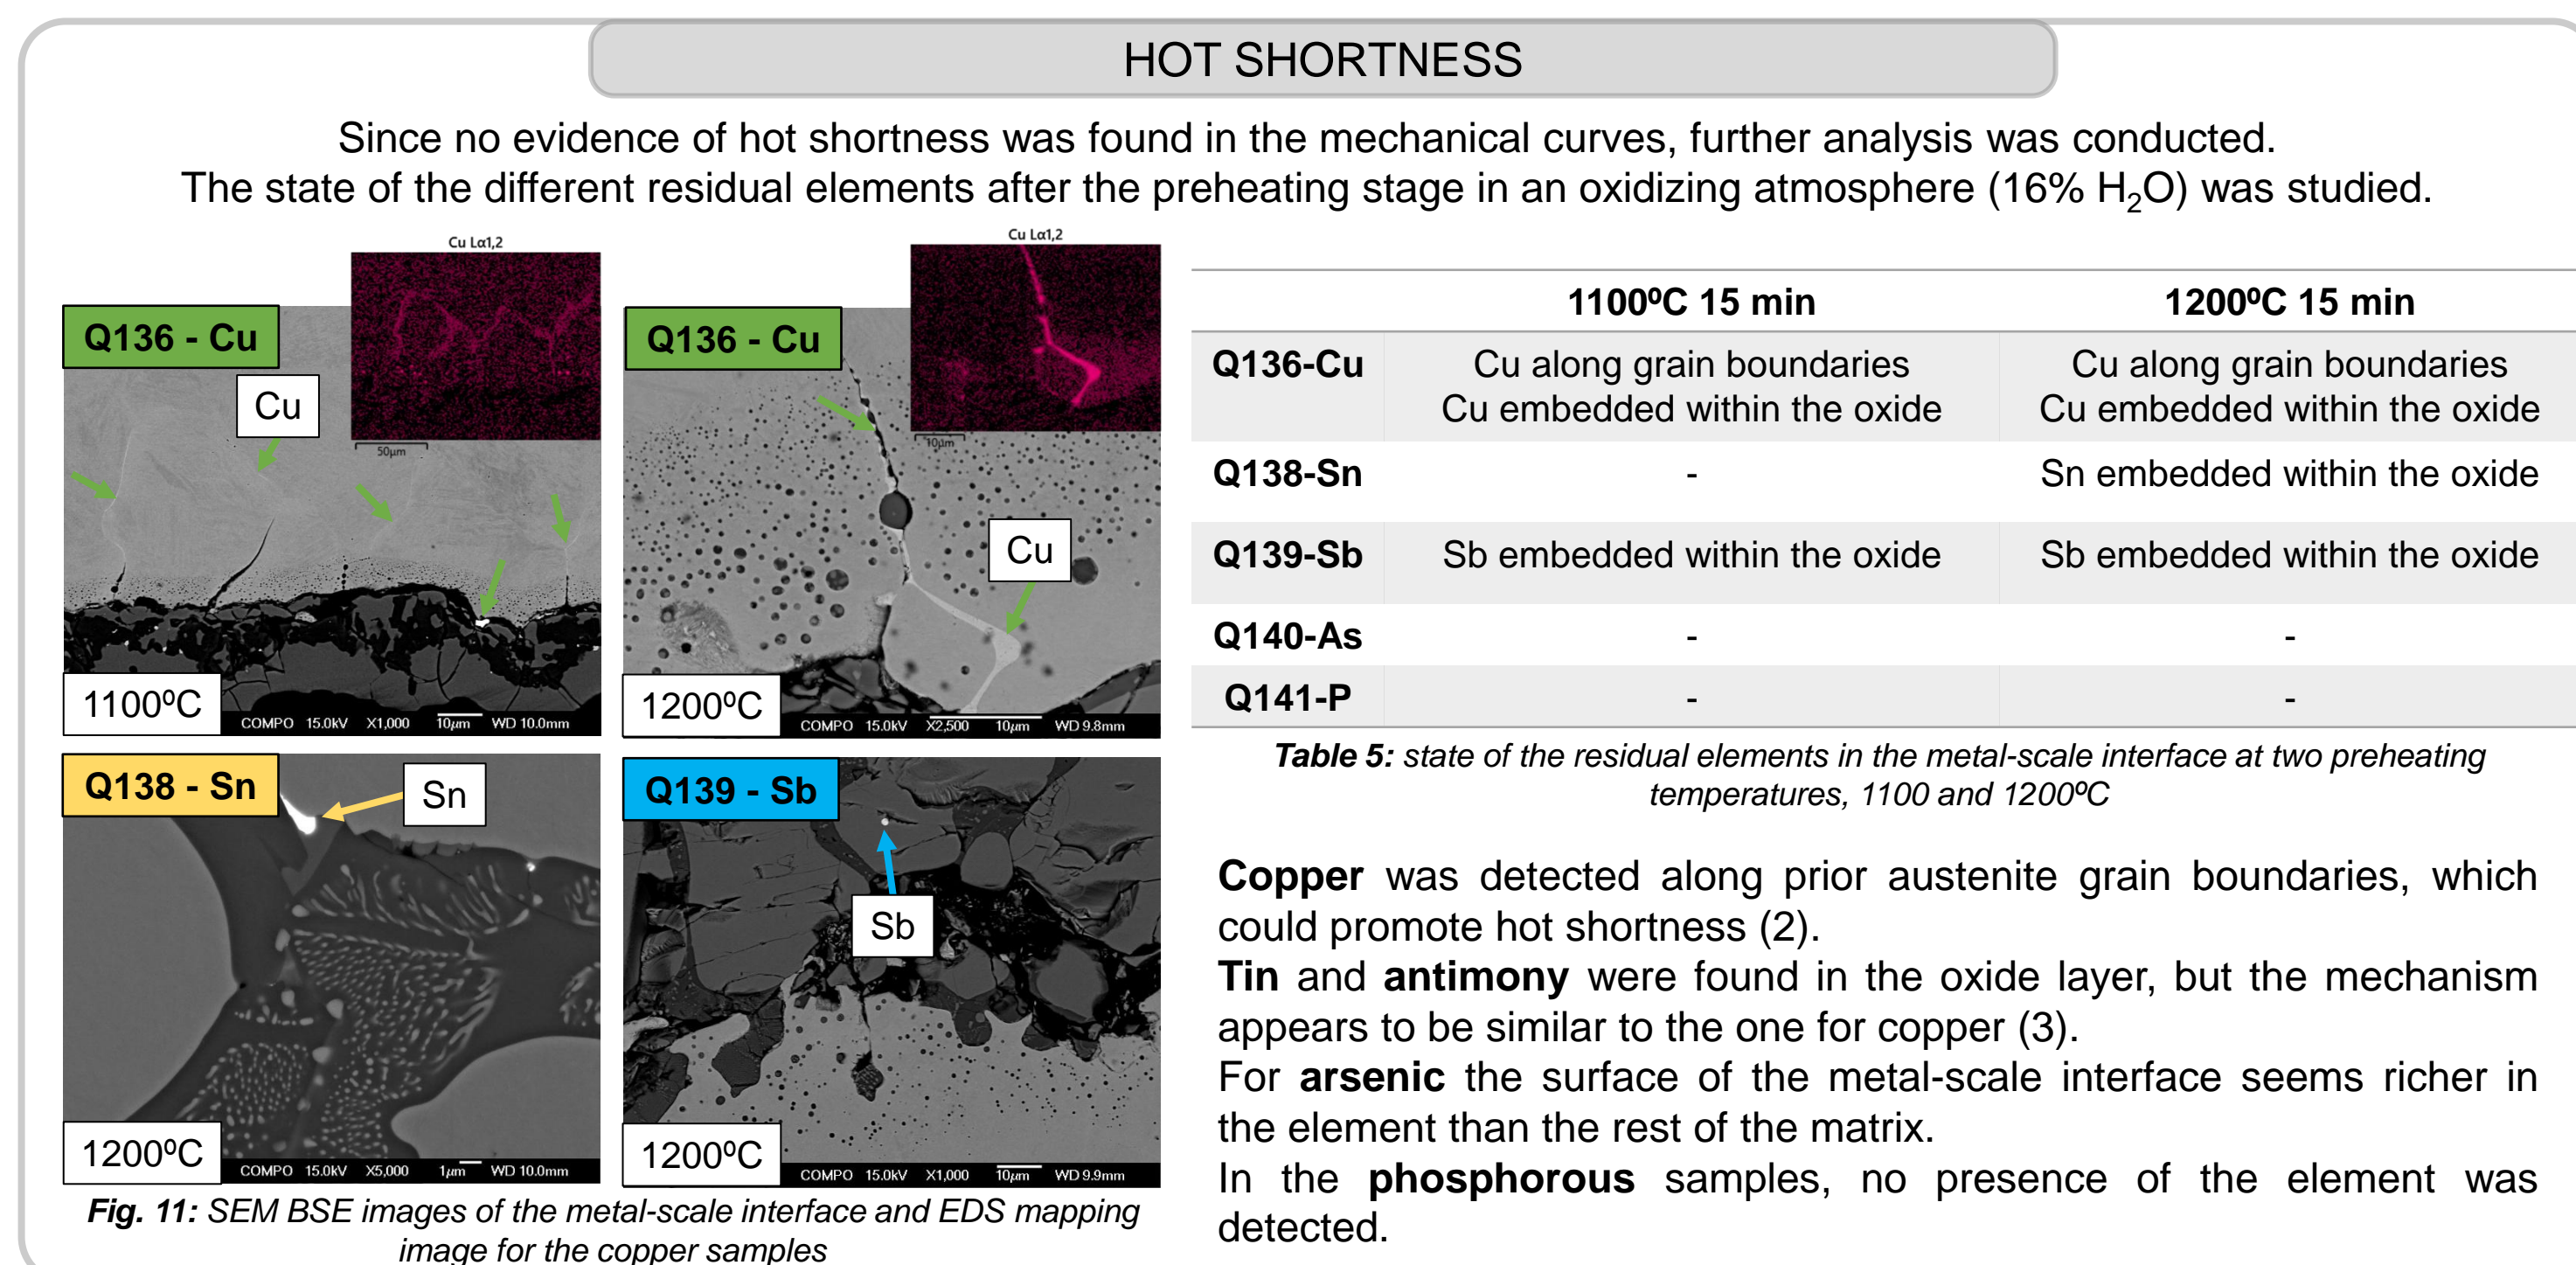 HOT SHORTNESS
Since no evidence of hot shortness was found in the mechanical curves, further analysis was conducted.
The state of the different residual elements after the preheating stage in an oxidizing atmosphere (16% H₂O) was studied.
Cu Lα1,2
50µm
Q136 - Cu
Cu
1100ºC
COMPO 15.0kV X1,000 10µm WD 10.0mm
Cu Lα1,2
10µm
Q136 - Cu
Cu
1200ºC
COMPO 15.0kV X2,500 10µm WD 9.8mm
Q138 - Sn
Sn
1200ºC
COMPO 15.0kV X5,000 1µm WD 10.0mm
Q139 - Sb
Sb
1200ºC
COMPO 15.0kV X1,000 10µm WD 9.9mm
Fig. 11: SEM BSE images of the metal-scale interface and EDS mapping
image for the copper samples
1100ºC 15 min 1200ºC 15 min
Q136-Cu Cu along grain boundaries Cu along grain boundaries
Cu embedded within the oxide Cu embedded within the oxide
Q138-Sn - Sn embedded within the oxide
Q139-Sb Sb embedded within the oxide Sb embedded within the oxide
Q140-As - -
Q141-P - -
Table 5: state of the residual elements in the metal-scale interface at two preheating
temperatures, 1100 and 1200ºC
Copper was detected along prior austenite grain boundaries, which
could promote hot shortness (2).
Tin and antimony were found in the oxide layer, but the mechanism
appears to be similar to the one for copper (3).
For arsenic the surface of the metal-scale interface seems richer in
the element than the rest of the matrix.
In the phosphorous samples, no presence of the element was
detected.